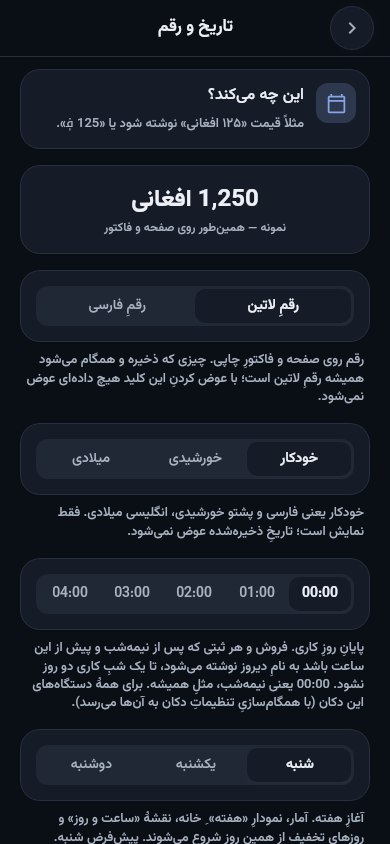 تاریخ و رقم
این چه می‌کند؟
مثلاً قیمت «۱۲۵ افغانی» نوشته شود یا «125 ؋».
1,250 افغانی
نمونه — همین‌طور روی صفحه و فاکتور
رقمِ لاتین
رقمِ فارسی
رقم روی صفحه و فاکتورِ چاپی. چیزی که ذخیره و همگام می‌شود
همیشه رقمِ لاتین است؛ با عوض کردنِ این کلید هیچ داده‌ای عوض
نمی‌شود.
خودکار
خورشیدی
میلادی
خودکار یعنی فارسی و پشتو خورشیدی، انگلیسی میلادی. فقط
نمایش است؛ تاریخِ ذخیره‌شده عوض نمی‌شود.
00:00
01:00
02:00
03:00
04:00
پایانِ روزِ کاری. فروش و هر ثبتی که پس از نیمه‌شب و پیش از این
ساعت باشد به نامِ دیروز نوشته می‌شود، تا یک شبِ کاری دو روز
نشود. 00:00 یعنی نیمه‌شب، مثلِ همیشه. برای همهٔ دستگاه‌های
این دکان (با همگام‌سازیِ تنظیماتِ دکان به آن‌ها می‌رسد).
شنبه
یکشنبه
دوشنبه
آغازِ هفته. آمار، نمودارِ «هفته»ِ خانه، نقشهٔ «ساعت و روز» و
روزهای تخفیف از همین روز شروع می‌شوند. پیش‌فرض شنبه.